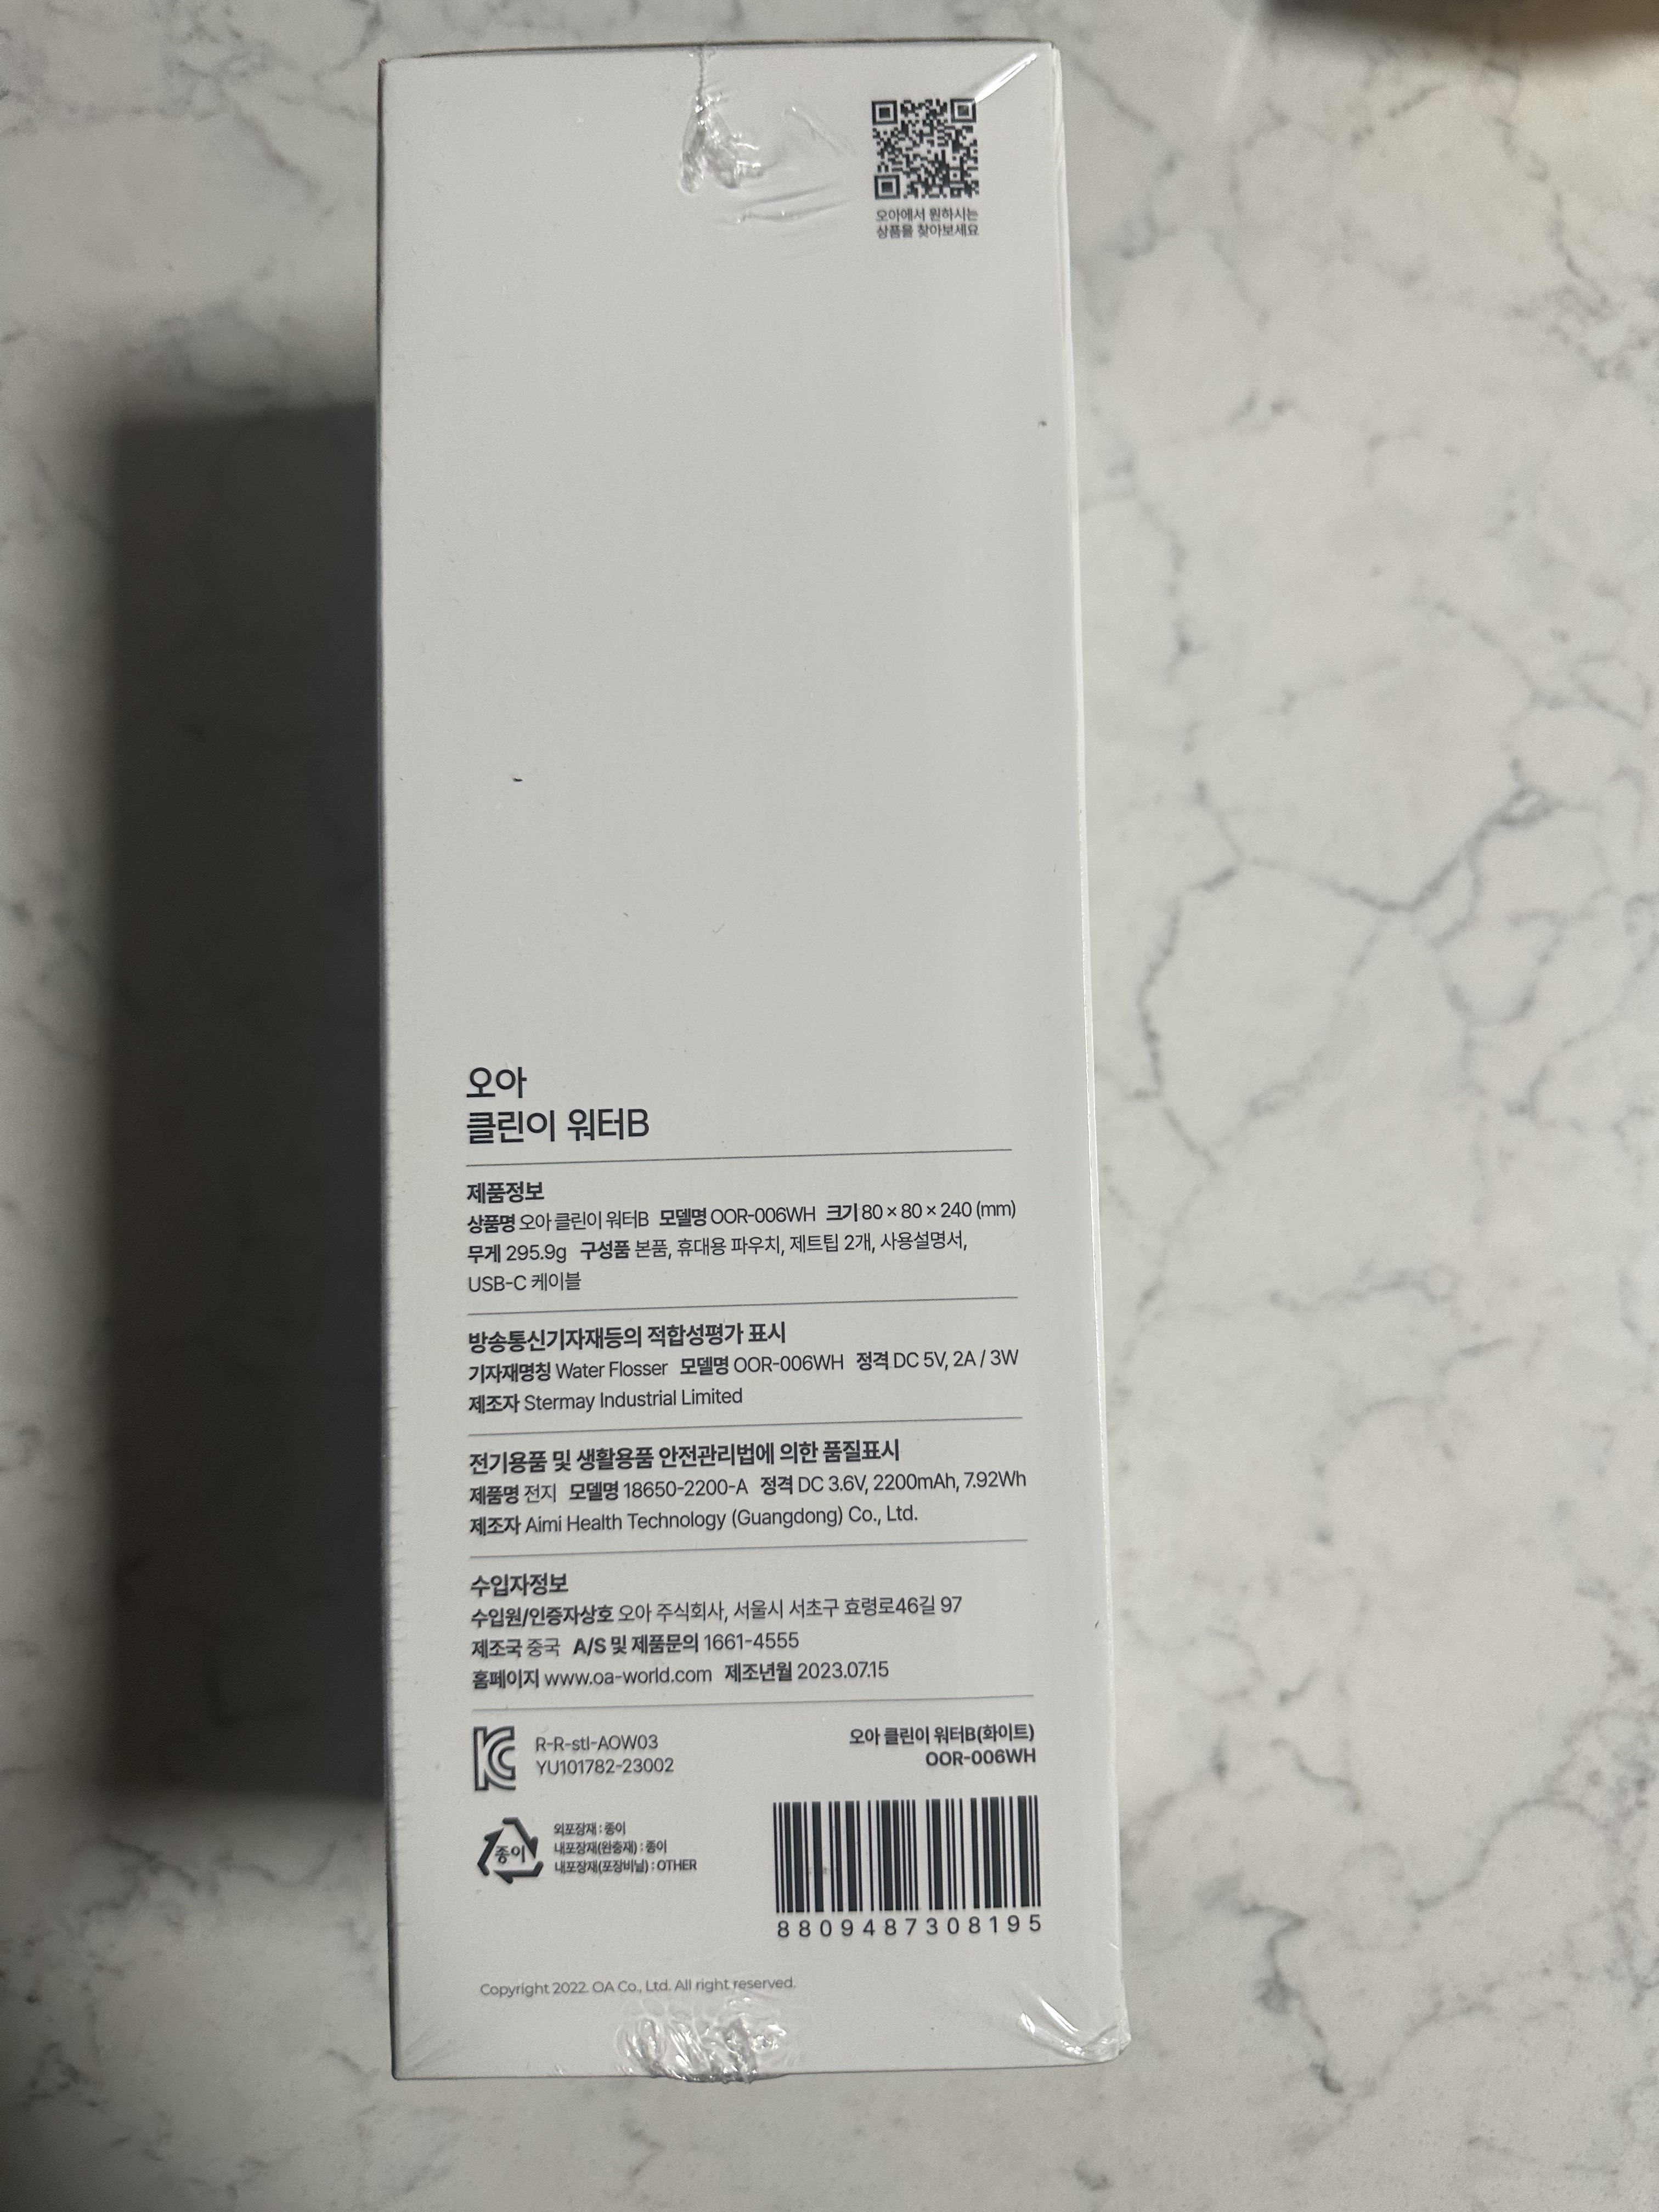 오아에서 원하시는
상품을 찾아보세요
오아
클린이 워터B
제품정보
상품명 오아 클린이 워터B 모델명 OOR-006WH 크기 80 × 80 × 240 (mm)
무게 295.9g 구성품 본품, 휴대용 파우치, 제트팁 2개, 사용설명서,
USB-C 케이블
방송통신기자재등의 적합성평가 표시
기자재명칭 Water Flosser 모델명 OOR-006WH 정격 DC 5V, 2A / 3W
제조자 Stermay Industrial Limited
전기용품 및 생활용품 안전관리법에 의한 품질표시
제품명 전지 모델명 18650-2200-A 정격 DC 3.6V, 2200mAh, 7.92Wh
제조자 Aimi Health Technology (Guangdong) Co., Ltd.
수입자정보
수입원/인증자상호 오아 주식회사, 서울시 서초구 효령로46길 97
제조국 중국 A/S 및 제품문의 1661-4555
홈페이지 www.oa-world.com 제조년월 2023.07.15
R-R-stl-AOW03
YU101782-23002
오아 클린이 워터B(화이트)
OOR-006WH
종이
외포장재 : 종이
내포장재(완충재) : 종이
내포장재(포장비닐) : OTHER
8809487308195
Copyright 2022. OA Co., Ltd. All right reserved.